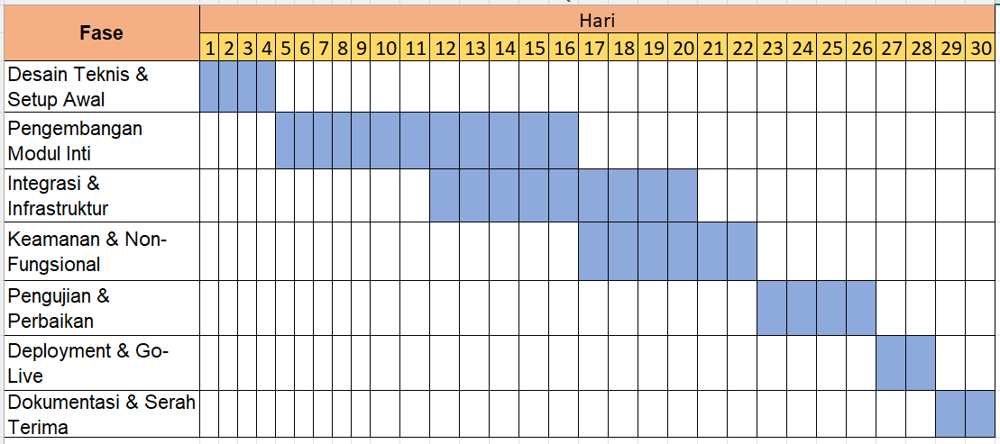 Fase
Hari
1 2 3 4 5 6 7 8 9 10 11 12 13 14 15 16 17 18 19 20 21 22 23 24 25 26 27 28 29 30
Desain Teknis &
Setup Awal
Pengembangan
Modul Inti
Integrasi &
Infrastruktur
Keamanan & Non-
Fungsional
Pengujian &
Perbaikan
Deployment & Go-
Live
Dokumentasi & Serah
Terima